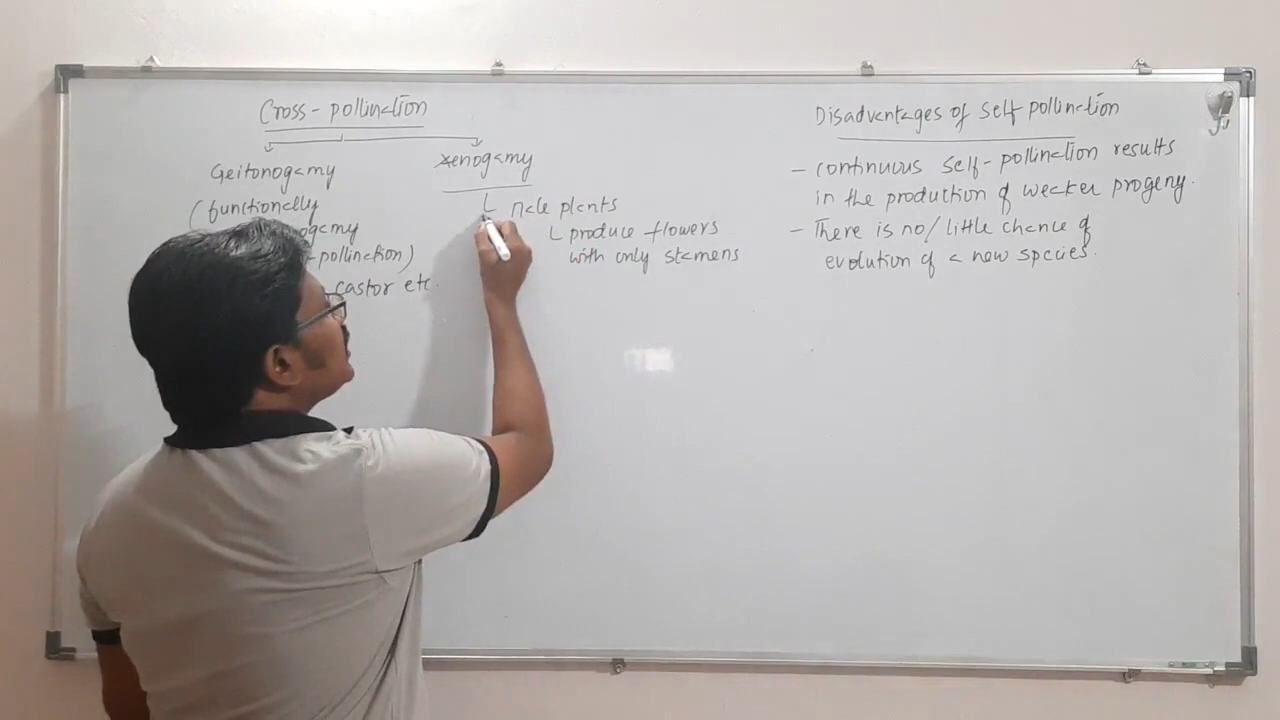 Cross-pollination
Geitonogamy
(functionally
ogamy
-pollination)
castor etc.
Xenogamy
Male plants
produce flowers
with only stamens
Disadvantages of self pollination
- continuous self-pollination results
in the production of weaker progeny.
- There is no/little chance of
evolution of a new species.